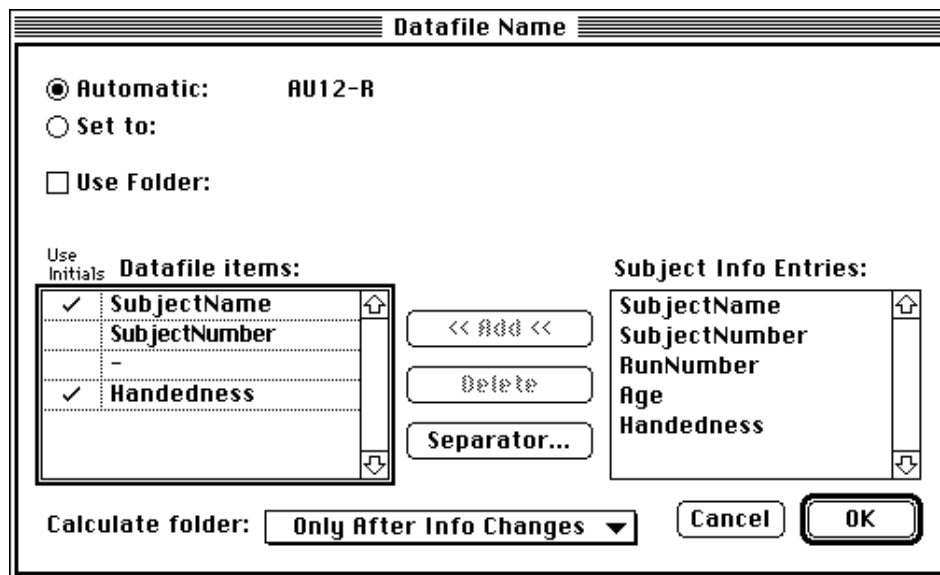 Datafile Name
Automatic: AU12-R
Set to:
Use Folder:
Use Initials
Datafile items:
SubjectName
SubjectNumber
-
Handedness
<< Add <<
Delete
Separator...
Subject Info Entries:
SubjectName
SubjectNumber
RunNumber
Age
Handedness
Calculate folder: Only After Info Changes
Cancel
OK